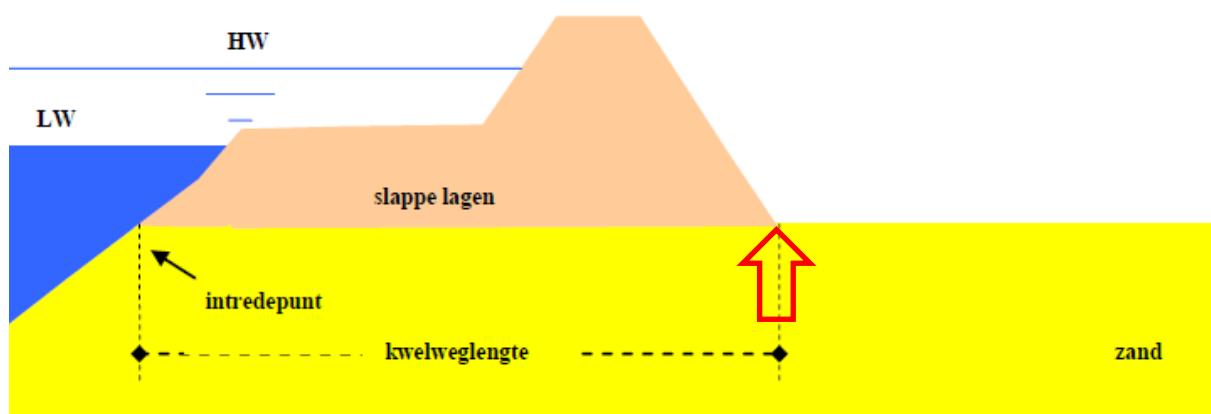 HW
LW
slappe lagen
intredepunt
kwelweglengte
zand